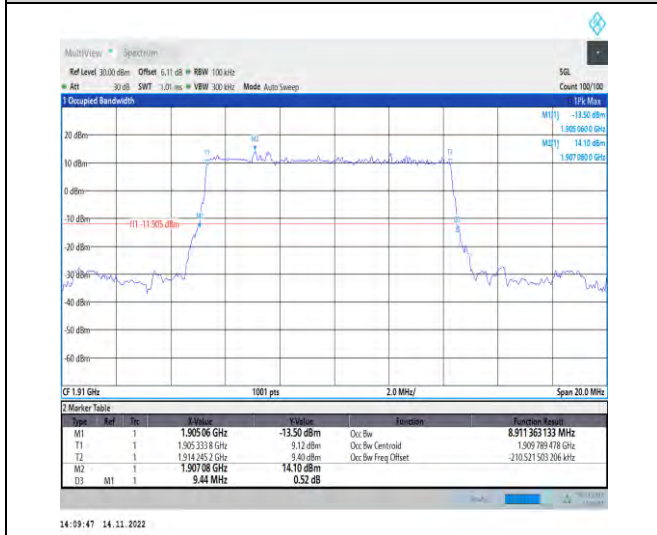 MultiView Spectrum
Ref Level 30.00 dBm Offset 6.11 dB RBW 100 kHz SGL
Att 30 dB SWT 1.01 ms VBW 300 kHz Mode Auto Sweep Count 100/100
1 Occupied Bandwidth 1Pk Max
M1[1] -13.50 dBm
1.905 060 0 GHz
M2[1] 14.10 dBm
1.907 080 0 GHz
20 dBm
M2
T1
10 dBm
0 dBm
-10 dBm
M1
H1 -11.905 dBm
-20 dBm
-30 dBm
-40 dBm
-50 dBm
-60 dBm
CF 1.91 GHz 1001 pts 2.0 MHz/ Span 20.0 MHz
2 Marker Table
Type Ref Trc X-Value Y-Value Function Function Result
M1 1 1.905 06 GHz -13.50 dBm Occ Bw 8.911 363 133 MHz
T1 1 1.905 333 8 GHz 9.12 dBm Occ Bw Centroid 1.909 789 478 GHz
T2 1 1.914 245 2 GHz 9.40 dBm Occ Bw Freq Offset -210.521 503 206 kHz
M2 1 1.907 08 GHz 14.10 dBm
D3 M1 1 9.44 MHz 0.52 dB
14:09:47 14.11.2022